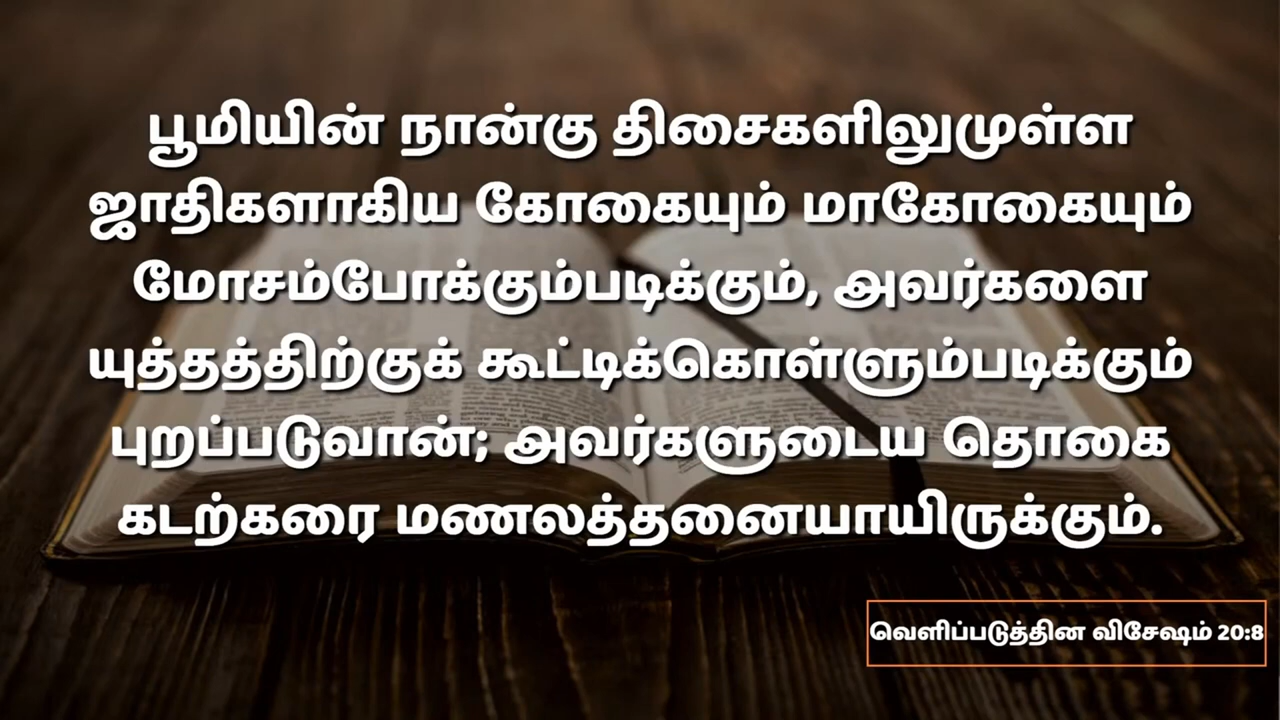 பூமியின் நான்கு திசைகளிலுமுள்ள
ஜாதிகளாகிய கோகையும் மாகோகையும்
மோசம்போக்கும்படிக்கும், அவர்களை
யுத்தத்திற்குக் கூட்டிக்கொள்ளும்படிக்கும்
புறப்படுவான்; அவர்களுடைய தொகை
கடற்கரை மணலத்தனையாயிருக்கும்.
வெளிப்படுத்தின விசேஷம் 20:8